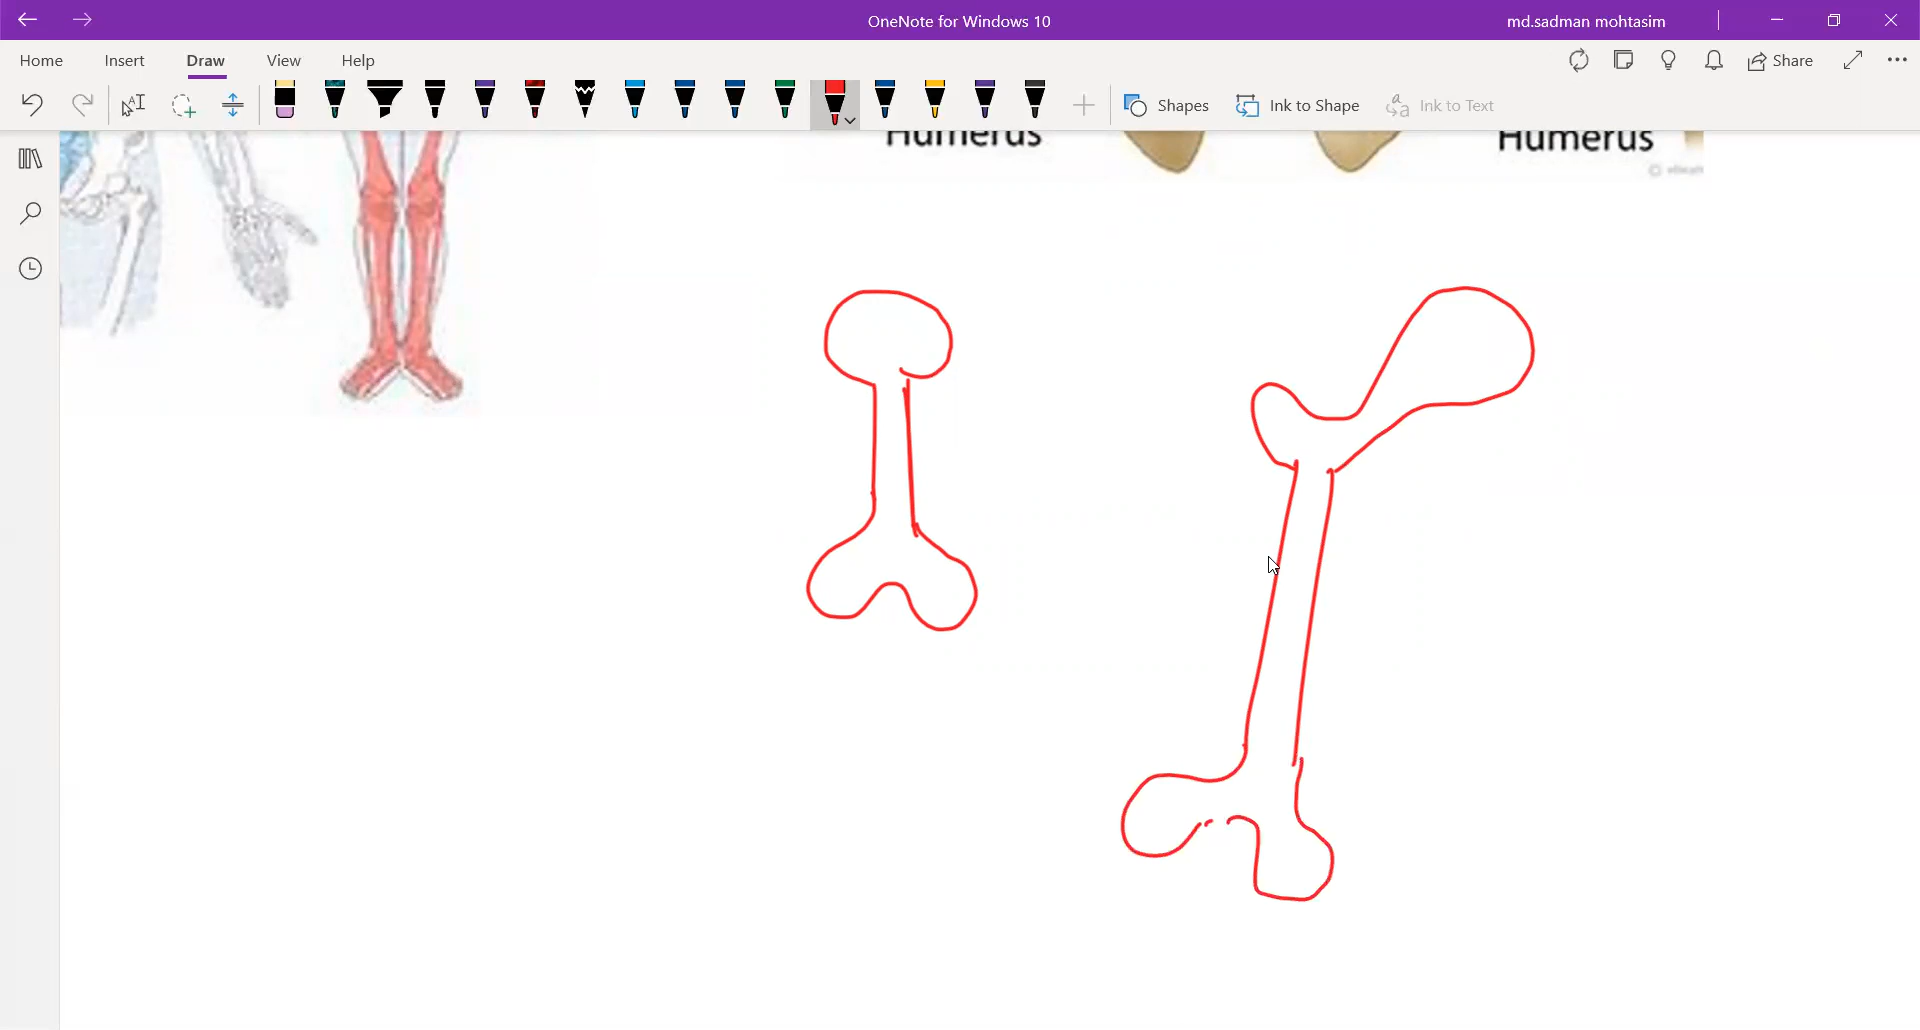 OneNote for Windows 10
md.sadman mohtasim
Home Insert Draw View Help
Share
Shapes Ink to Shape Ink to Text
Humerus Humerus